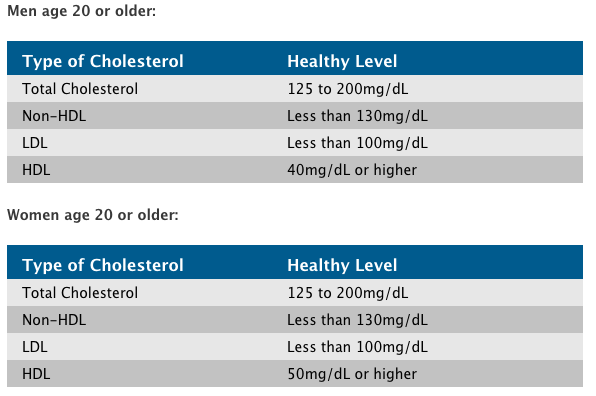 Men age 20 or older:
Type of Cholesterol Healthy Level
Total Cholesterol 125 to 200mg/dL
Non-HDL Less than 130mg/dL
LDL Less than 100mg/dL
HDL 40mg/dL or higher
Women age 20 or older:
Type of Cholesterol Healthy Level
Total Cholesterol 125 to 200mg/dL
Non-HDL Less than 130mg/dL
LDL Less than 100mg/dL
HDL 50mg/dL or higher